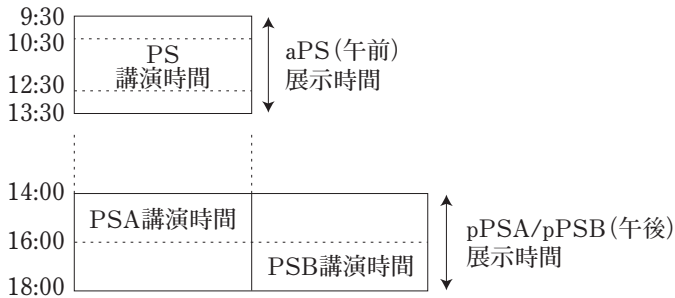 9:30
10:30
12:30
13:30
PS
講演時間
aPS(午前)
展示時間
14:00
16:00
18:00
PSA講演時間
PSB講演時間
pPSA/pPSB(午後)
展示時間